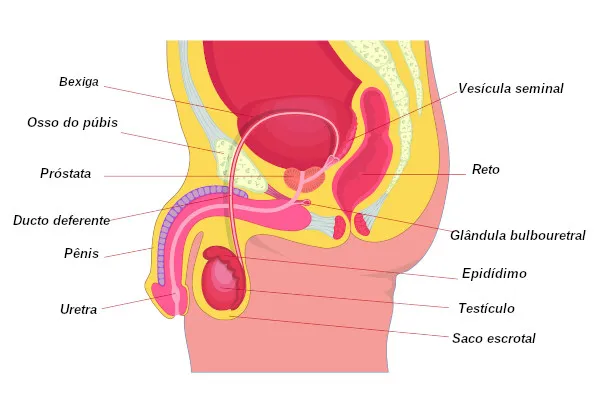 Bexiga
Osso do púbis
Próstata
Ducto deferente
Pênis
Uretra
Vesícula seminal
Reto
Glândula bulbouretral
Epidídimo
Testículo
Saco escrotal